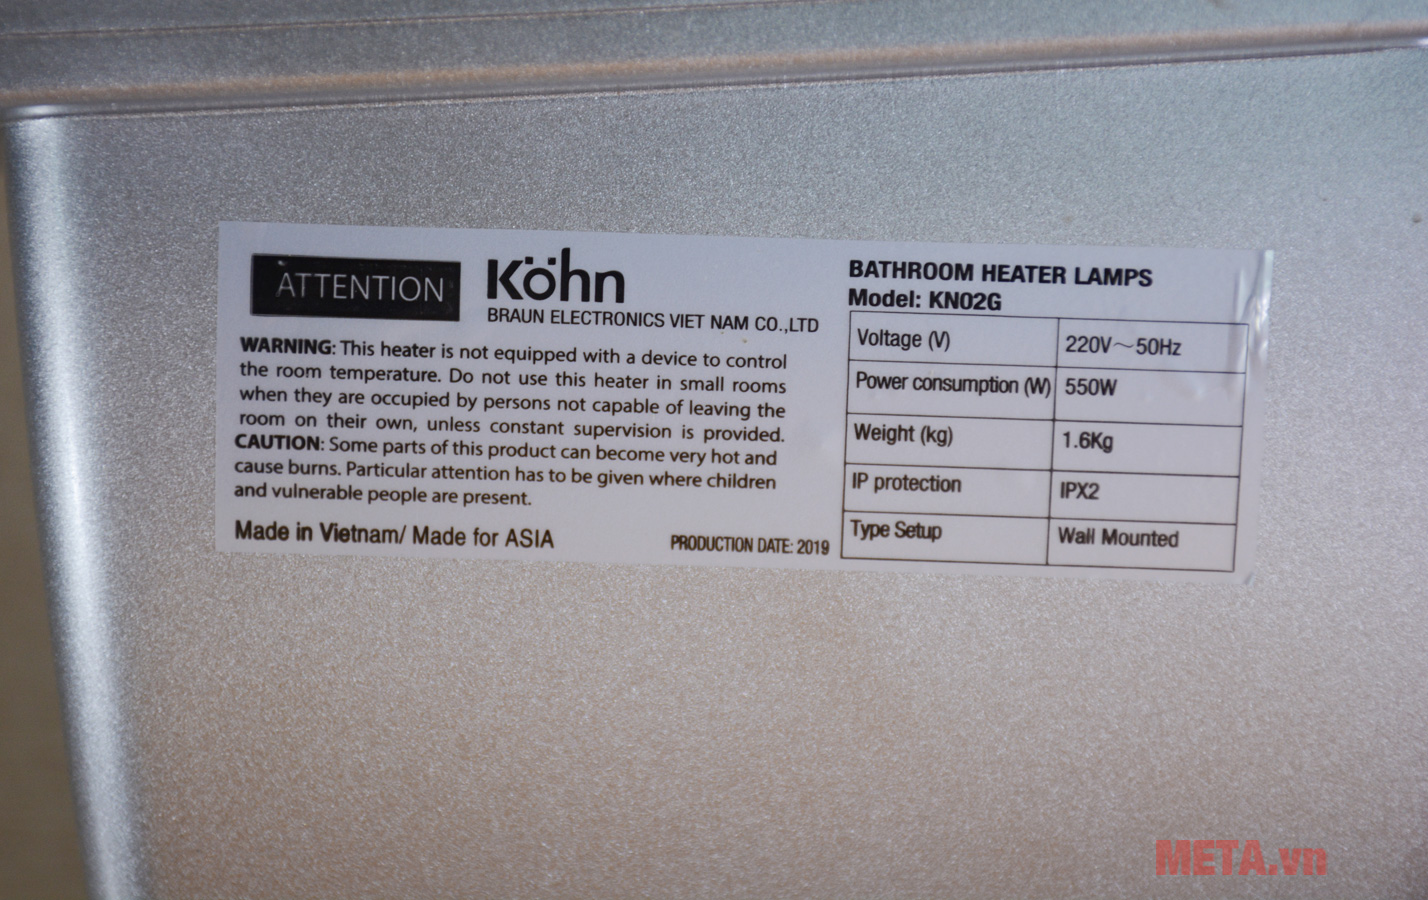 ATTENTION
Köhn
BRAUN ELECTRONICS VIET NAM CO.,LTD
WARNING: This heater is not equipped with a device to control
the room temperature. Do not use this heater in small rooms
when they are occupied by persons not capable of leaving the
room on their own, unless constant supervision is provided.
CAUTION: Some parts of this product can become very hot and
cause burns. Particular attention has to be given where children
and vulnerable people are present.
Made in Vietnam/ Made for ASIA
PRODUCTION DATE: 2019
BATHROOM HEATER LAMPS
Model: KN02G
Voltage (V) 220V～50Hz
Power consumption (W) 550W
Weight (kg) 1.6Kg
IP protection IPX2
Type Setup Wall Mounted
META.vn